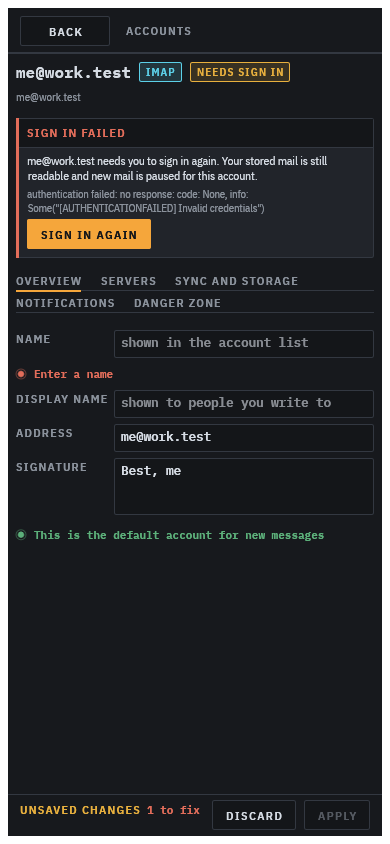 BACK ACCOUNTS
me@work.test IMAP NEEDS SIGN IN
me@work.test
SIGN IN FAILED
me@work.test needs you to sign in again. Your stored mail is still
readable and new mail is paused for this account.
authentication failed: no response: code: None, info:
Some("[AUTHENTICATIONFAILED] Invalid credentials")
SIGN IN AGAIN
OVERVIEW SERVERS SYNC AND STORAGE
NOTIFICATIONS DANGER ZONE
NAME shown in the account list
Enter a name
DISPLAY NAME shown to people you write to
ADDRESS me@work.test
SIGNATURE Best, me
This is the default account for new messages
UNSAVED CHANGES 1 to fix DISCARD APPLY